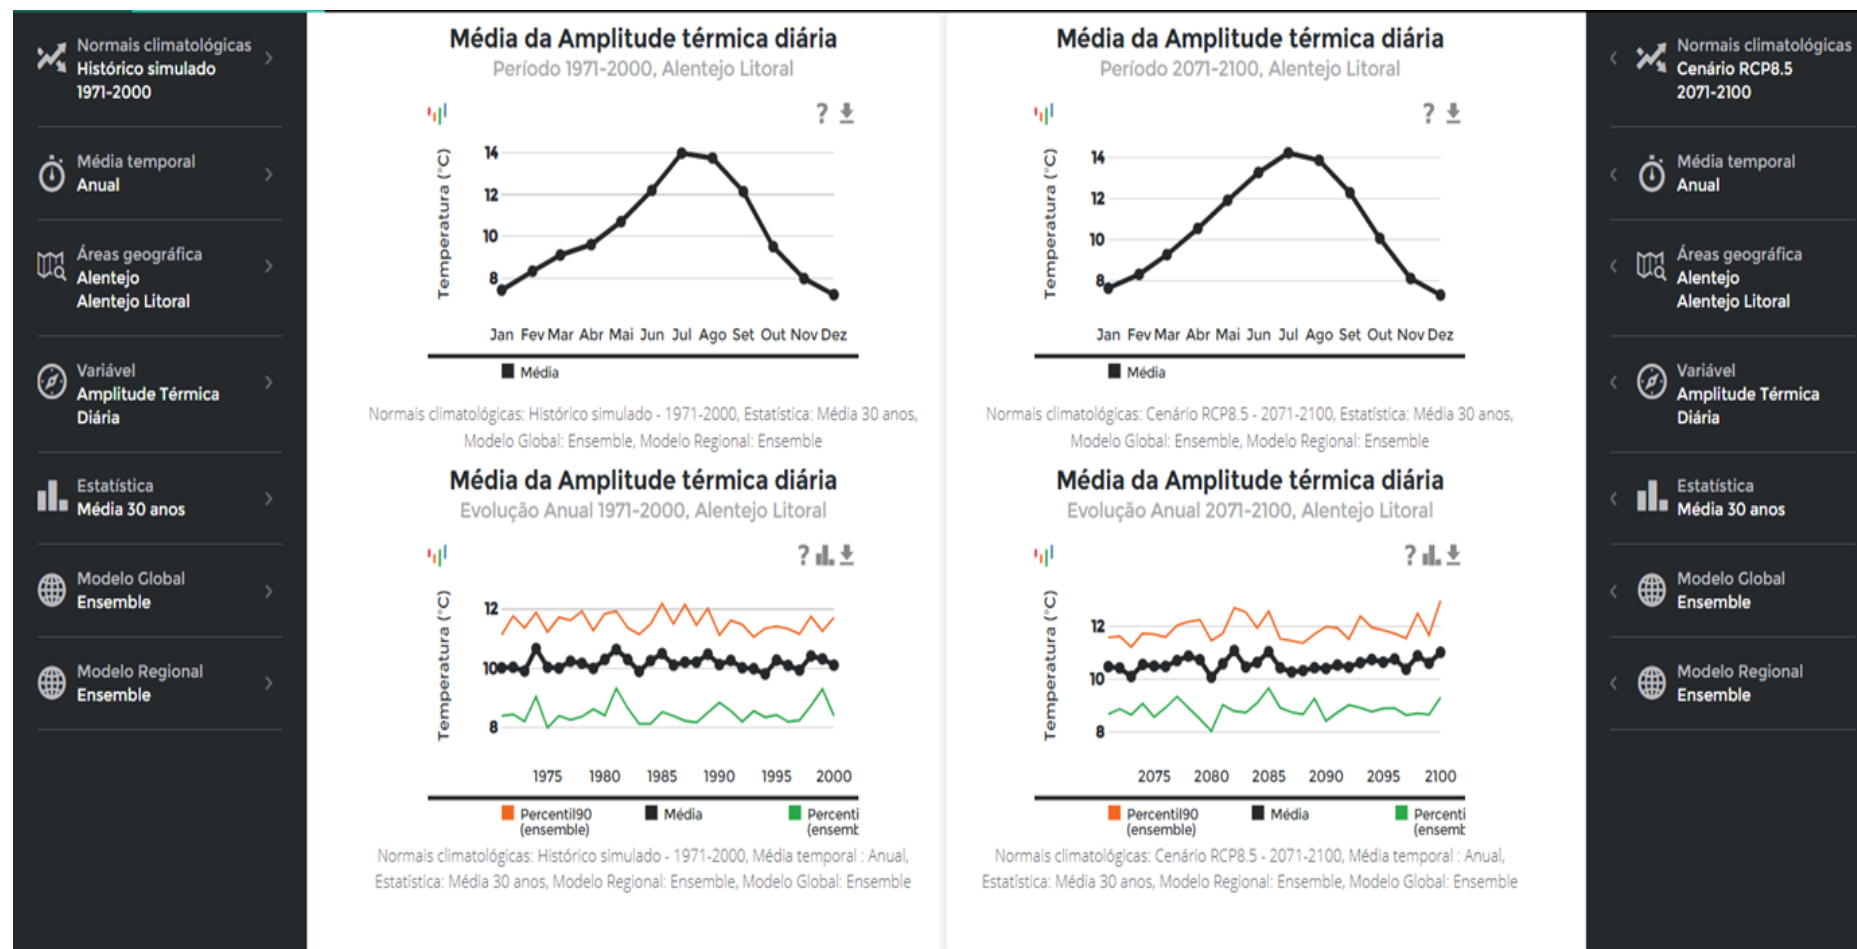 Normais climatológicas
Histórico simulado
1971-2000
Média temporal
Anual
Áreas geográfica
Alentejo
Alentejo Litoral
Variável
Amplitude Térmica
Diária
Estatística
Média 30 anos
Modelo Global
Ensemble
Modelo Regional
Ensemble
Média da Amplitude térmica diária
Período 1971-2000, Alentejo Litoral
?
Temperatura (°C)
14
12
10
8
Jan Fev Mar Abr Mai Jun Jul Ago Set Out Nov Dez
Média
Normais climatológicas: Histórico simulado - 1971-2000, Estatística: Média 30 anos,
Modelo Global: Ensemble, Modelo Regional: Ensemble
Média da Amplitude térmica diária
Evolução Anual 1971-2000, Alentejo Litoral
?
Temperatura (°C)
12
10
8
1975 1980 1985 1990 1995 2000
Percentil90
(ensemble)
Média
Percenti
(ensemb
Normais climatológicas: Histórico simulado - 1971-2000, Média temporal : Anual,
Estatística: Média 30 anos, Modelo Regional: Ensemble, Modelo Global: Ensemble
Média da Amplitude térmica diária
Período 2071-2100, Alentejo Litoral
?
Temperatura (°C)
14
12
10
8
Jan Fev Mar Abr Mai Jun Jul Ago Set Out Nov Dez
Média
Normais climatológicas: Cenário RCP8.5 - 2071-2100, Estatística: Média 30 anos,
Modelo Global: Ensemble, Modelo Regional: Ensemble
Média da Amplitude térmica diária
Evolução Anual 2071-2100, Alentejo Litoral
?
Temperatura (°C)
12
10
8
2075 2080 2085 2090 2095 2100
Percentil90
(ensemble)
Média
Percenti
(ensemb
Normais climatológicas: Cenário RCP8.5 - 2071-2100, Média temporal : Anual,
Estatística: Média 30 anos, Modelo Regional: Ensemble, Modelo Global: Ensemble
Normais climatológicas
Cenário RCP8.5
2071-2100
Média temporal
Anual
Áreas geográfica
Alentejo
Alentejo Litoral
Variável
Amplitude Térmica
Diária
Estatística
Média 30 anos
Modelo Global
Ensemble
Modelo Regional
Ensemble